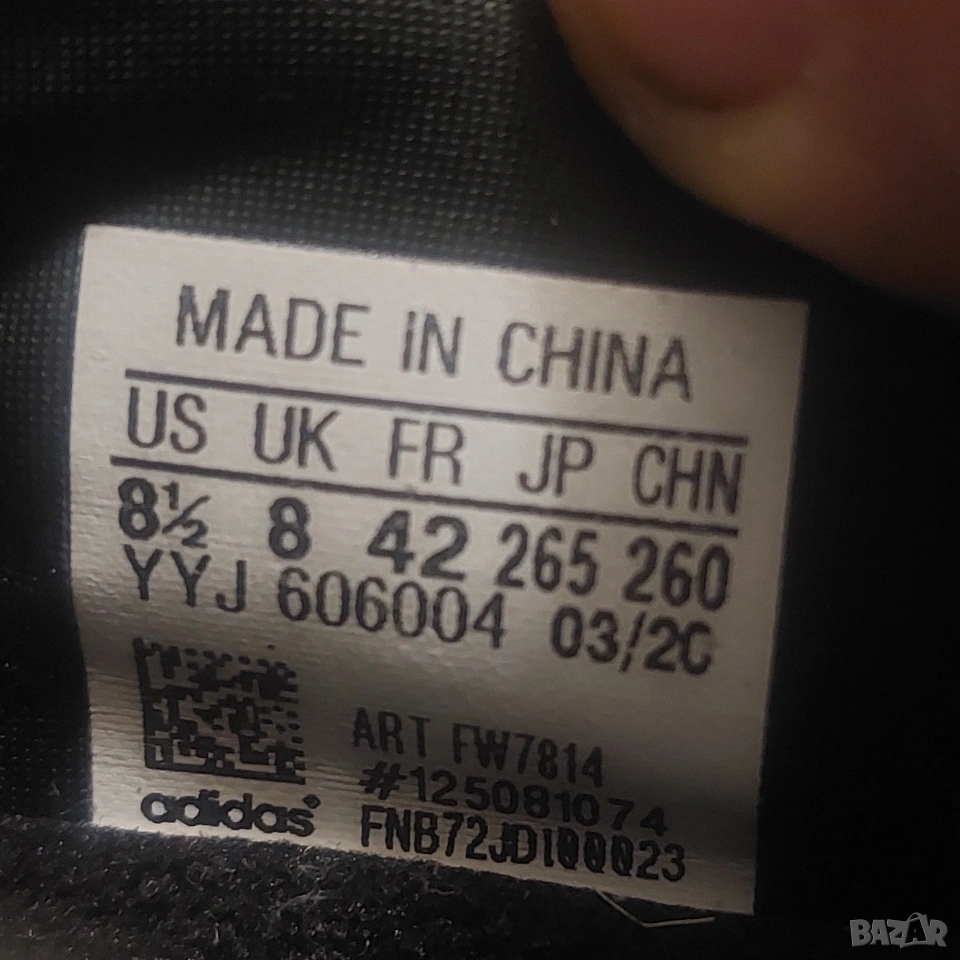 MADE IN CHINA
US UK FR JP CHN
8½ 8 42 265 260
YYJ 606004 03/20
ART FW7814
#125081074
adidas® FNB72JD100023
BAZAR